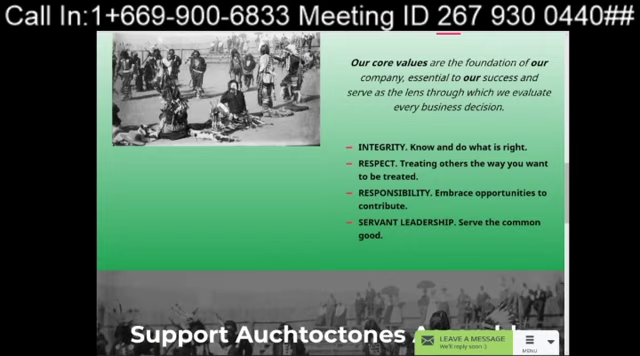 Call In:1+669-900-6833 Meeting ID 267 930 0440##
Our core values are the foundation of our
company, essential to our success and
serve as the lens through which we evaluate
every business decision.
INTEGRITY. Know and do what is right.
RESPECT. Treating others the way you want
to be treated.
RESPONSIBILITY. Embrace opportunities to
contribute.
SERVANT LEADERSHIP. Serve the common
good.
Support Auchtoctones
LEAVE A MESSAGE
We'll reply soon :)
MENU